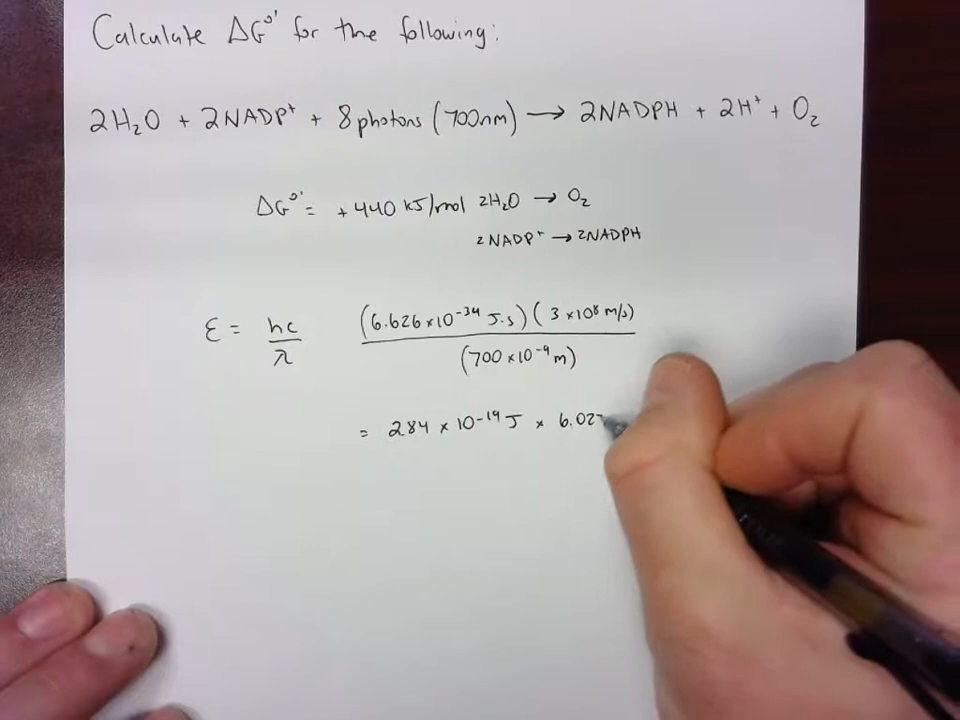 Calculate ΔG°' for the following:
2H₂O + 2NADP⁺ + 8 photons (700nm) → 2NADPH + 2H⁺ + O₂
ΔG°' = +440 kJ/mol 2H₂O → O₂
2NADP⁺ → 2NADPH
E = hc/λ (6.626×10⁻³⁴ J·s)(3×10⁸ m/s)/(700×10⁻⁹ m)
= 284 × 10⁻¹⁹ J × 6.02